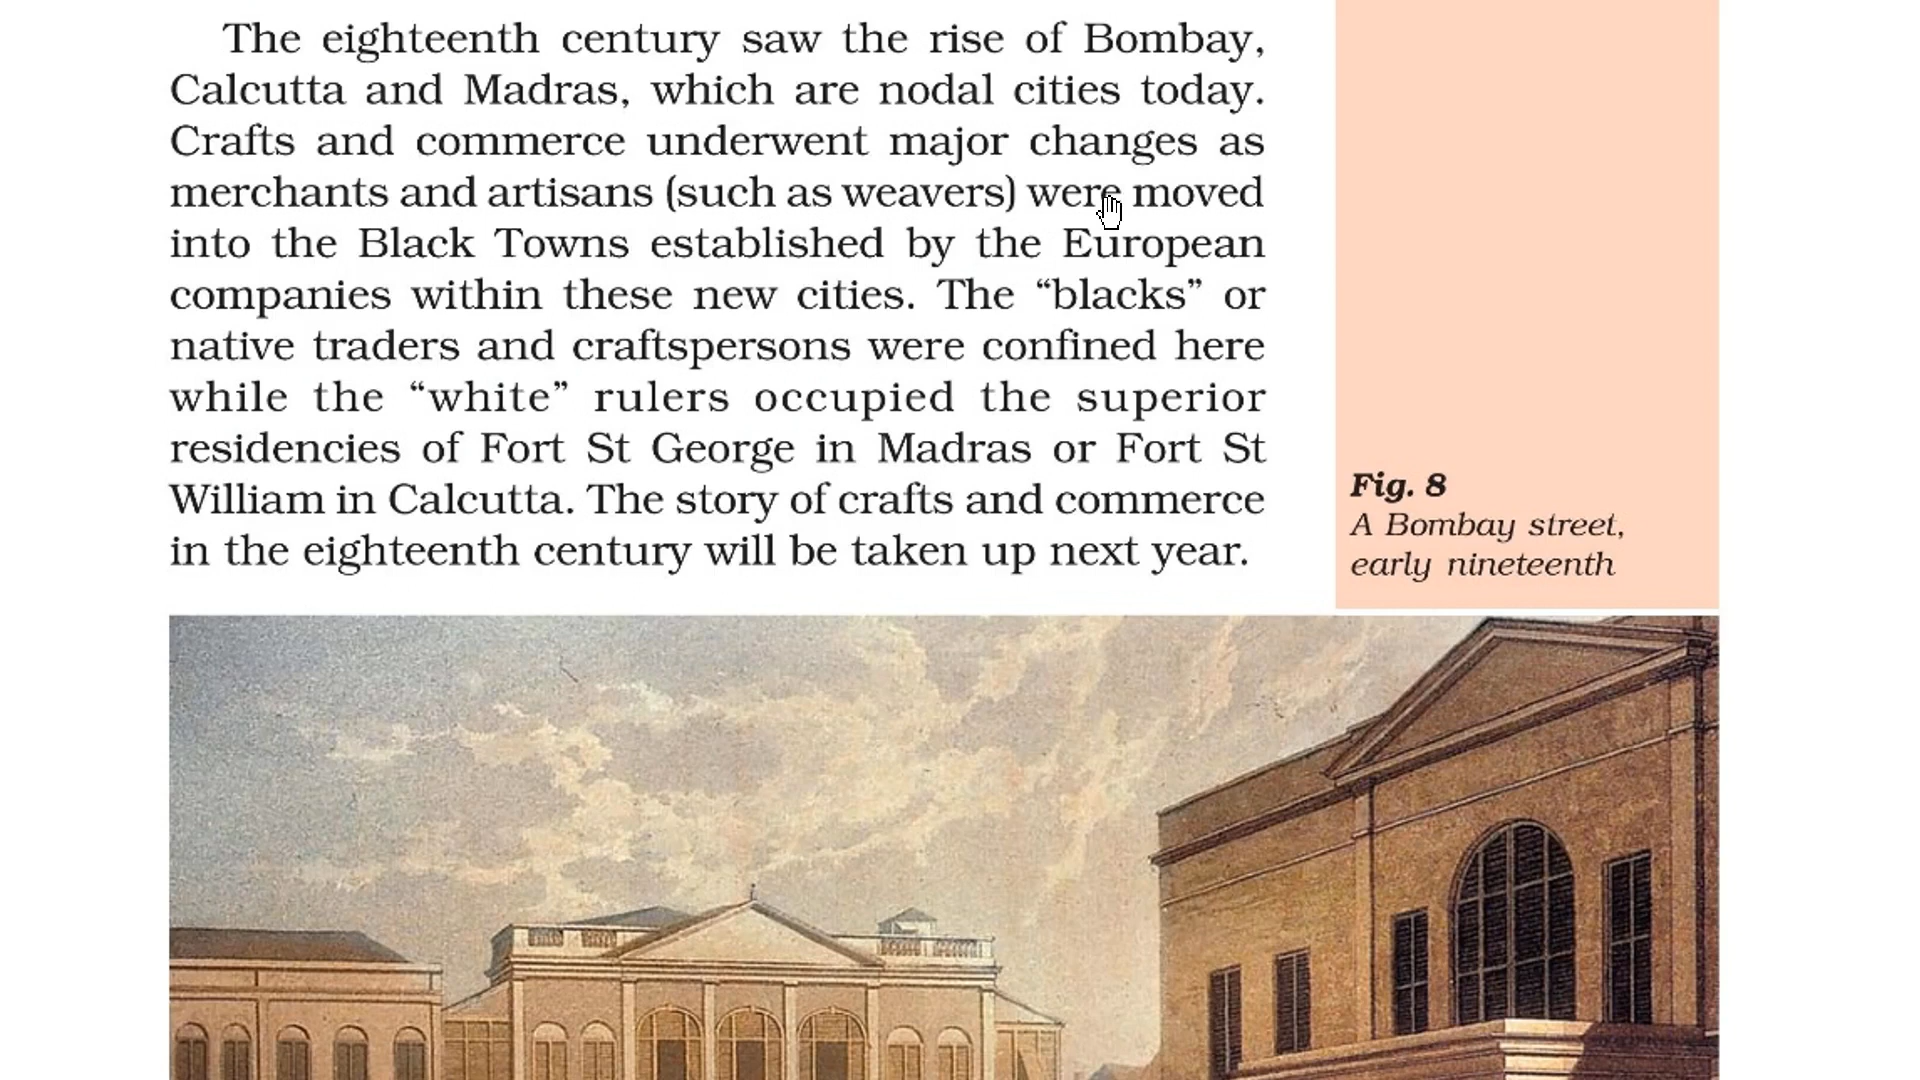 The eighteenth century saw the rise of Bombay,
Calcutta and Madras, which are nodal cities today.
Crafts and commerce underwent major changes as
merchants and artisans (such as weavers) were moved
into the Black Towns established by the European
companies within these new cities. The “blacks” or
native traders and craftspersons were confined here
while the “white” rulers occupied the superior
residencies of Fort St George in Madras or Fort St
William in Calcutta. The story of crafts and commerce
in the eighteenth century will be taken up next year.
Fig. 8
A Bombay street,
early nineteenth